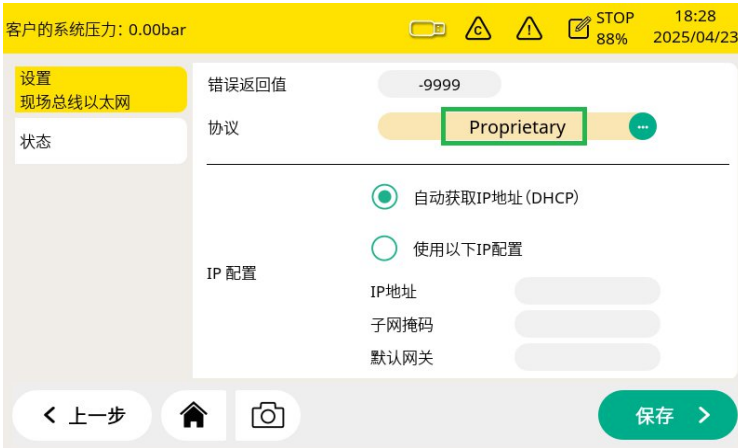 客户的系统压力：0.00bar
C
!
STOP
88%
18:28
2025/04/23
设置
现场总线以太网
状态
错误返回值
-9999
协议
Proprietary
···
自动获取IP地址（DHCP）
使用以下IP配置
IP 配置
IP地址
子网掩码
默认网关
上一步
保存